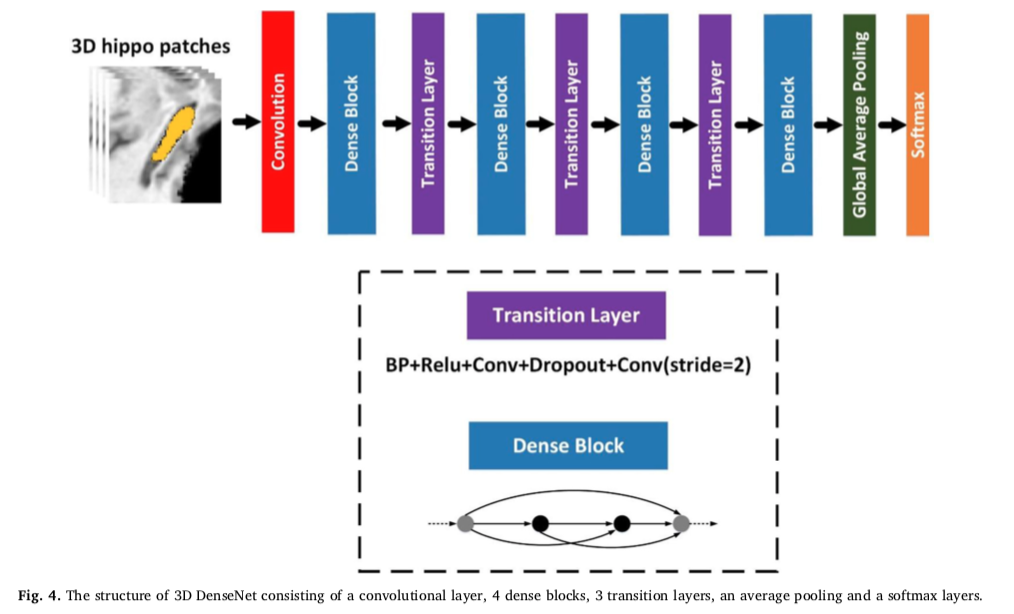 3D hippo patches
Convolution
Dense Block
Transition Layer
Dense Block
Transition Layer
Dense Block
Transition Layer
Dense Block
Global Average Pooling
Softmax
Transition Layer
BP+Relu+Conv+Dropout+Conv(stride=2)
Dense Block
Fig. 4. The structure of 3D DenseNet consisting of a convolutional layer, 4 dense blocks, 3 transition layers, an average pooling and a softmax layers.